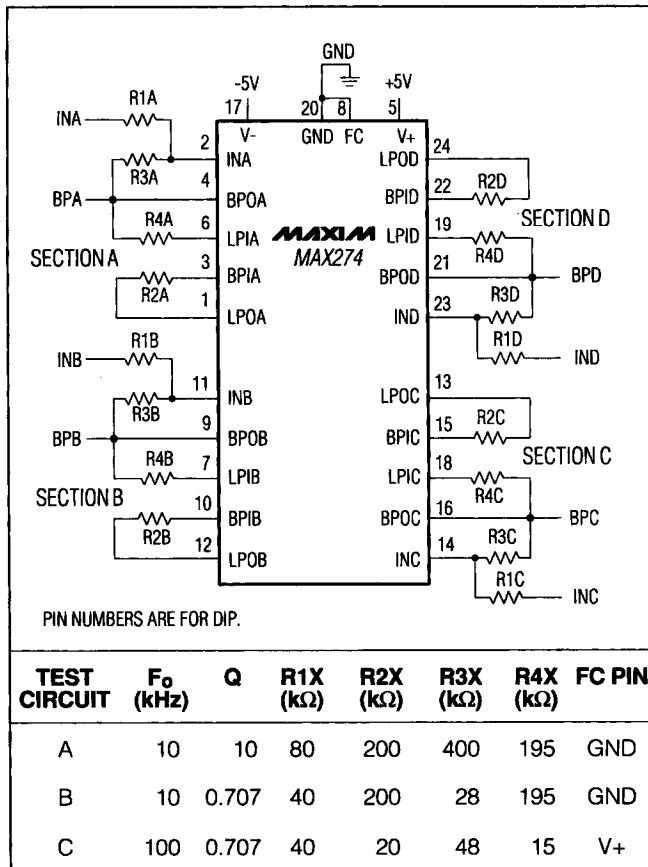 GND
-5V
+5V
17 20 8 5
V- GND FC V+
INA R1A
2 INA
R3A
BPA 4 BPOA
R4A 6 LPIA
SECTION A
3 BPIA
R2A
1 LPOA
MAXIM
MAX274
INB R1B
11 INB
R3B
BPB 9 BPOB
R4B 7 LPIB
SECTION B
10 BPIB
R2B
12 LPOB
LPOD 24
BPID 22 R2D
SECTION D
LPID 19
R4D
BPOD 21 BPD
R3D
IND 23
R1D
IND
LPOC 13
BPIC 15 R2C
SECTION C
LPIC 18
R4C
BPOC 16 BPC
R3C
INC 14
R1C
INC
PIN NUMBERS ARE FOR DIP.
TEST CIRCUIT Fo (kHz) Q R1X (kΩ) R2X (kΩ) R3X (kΩ) R4X (kΩ) FC PIN
A 10 10 80 200 400 195 GND
B 10 0.707 40 200 28 195 GND
C 100 0.707 40 20 48 15 V+